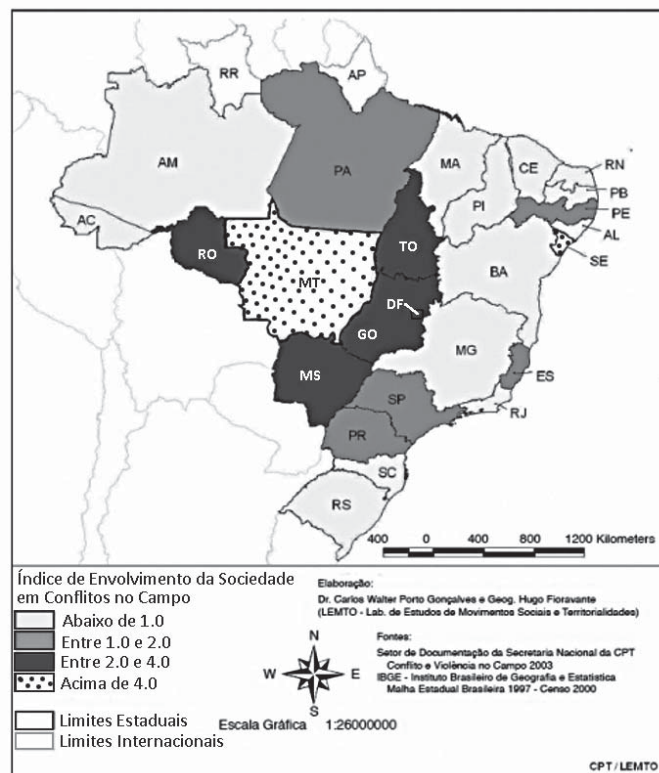 RR
AP
AM
PA
MA
CE
RN
PB
PI
PE
AL
AC
RO
TO
SE
MT
BA
DF
GO
MG
MS
ES
SP
RJ
PR
SC
RS
400 0 400 800 1200 Kilometers
Índice de Envolvimento da Sociedade
em Conflitos no Campo
Abaixo de 1.0
Entre 1.0 e 2.0
Entre 2.0 e 4.0
Acima de 4.0
Limites Estaduais
Limites Internacionais
Elaboração:
Dr. Carlos Walter Porto Gonçalves e Geog. Hugo Fioravante
(LEMTO - Lab. de Estudos de Movimentos Sociais e Territorialidades)
Fontes:
Setor de Documentação da Secretaria Nacional da CPT
Conflito e Violência no Campo 2003
IBGE - Instituto Brasileiro de Geografia e Estatística
Malha Estadual Brasileira 1997 - Censo 2000
N
W E
S
Escala Gráfica 1:26000000
CPT / LEMTO